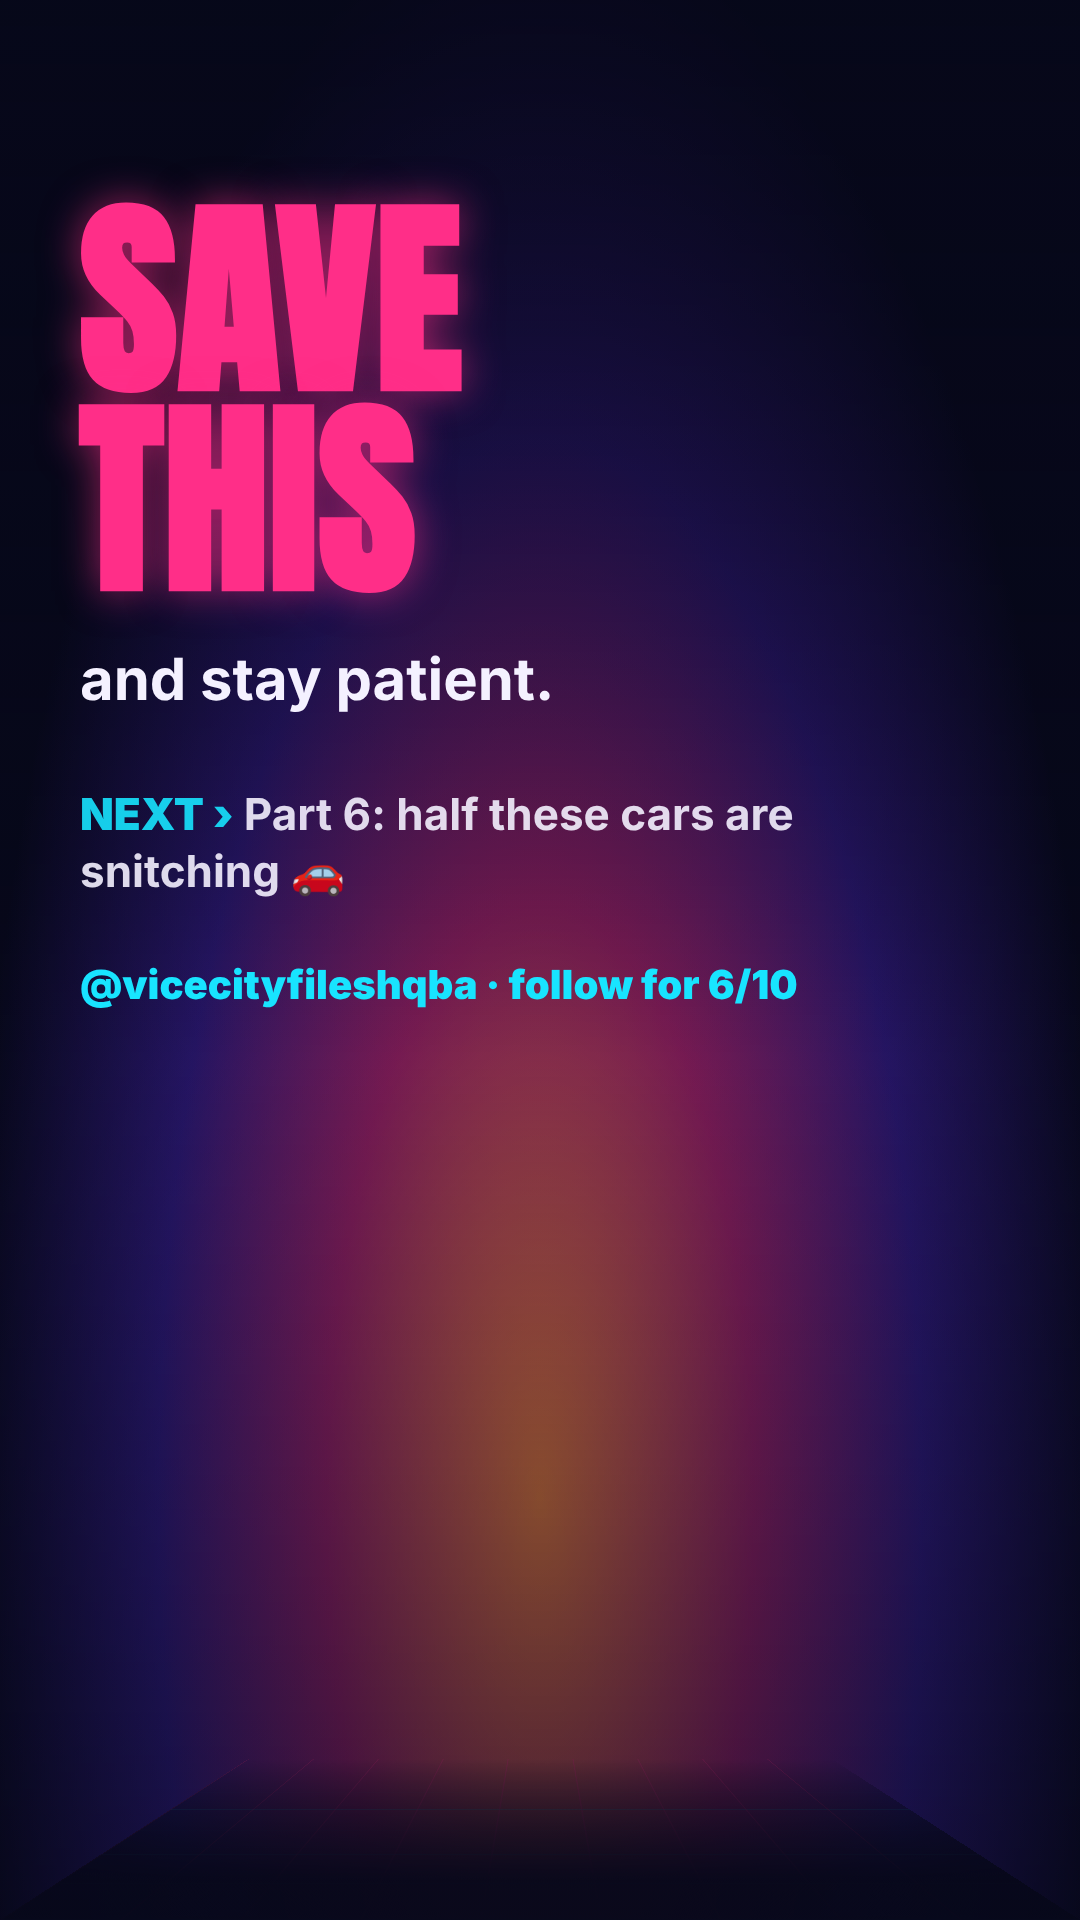 SAVE
THIS
and stay patient.
NEXT › Part 6: half these cars are
snitching 🚗
@vicecityfileshqba · follow for 6/10